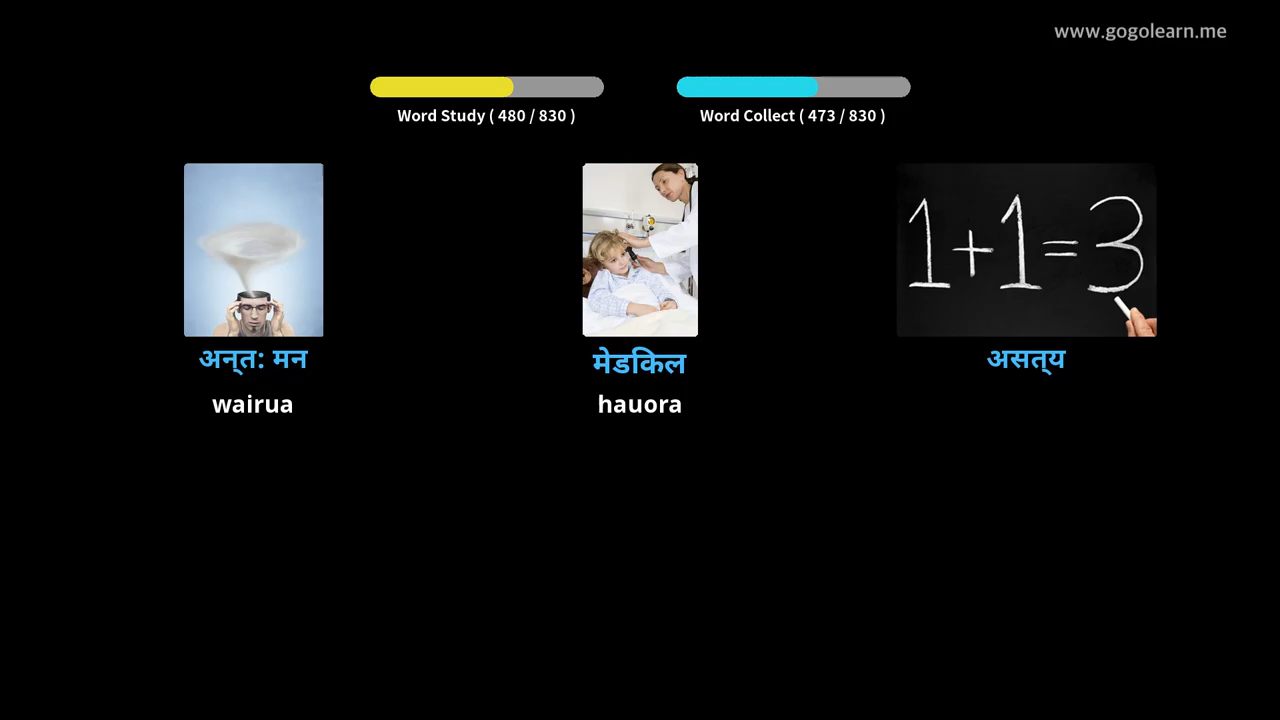 www.gogolearn.me
Word Study ( 480 / 830 )
Word Collect ( 473 / 830 )
1+1=3
अन्‌त: मन
मेडिकिल
असत्‌य
wairua
hauora